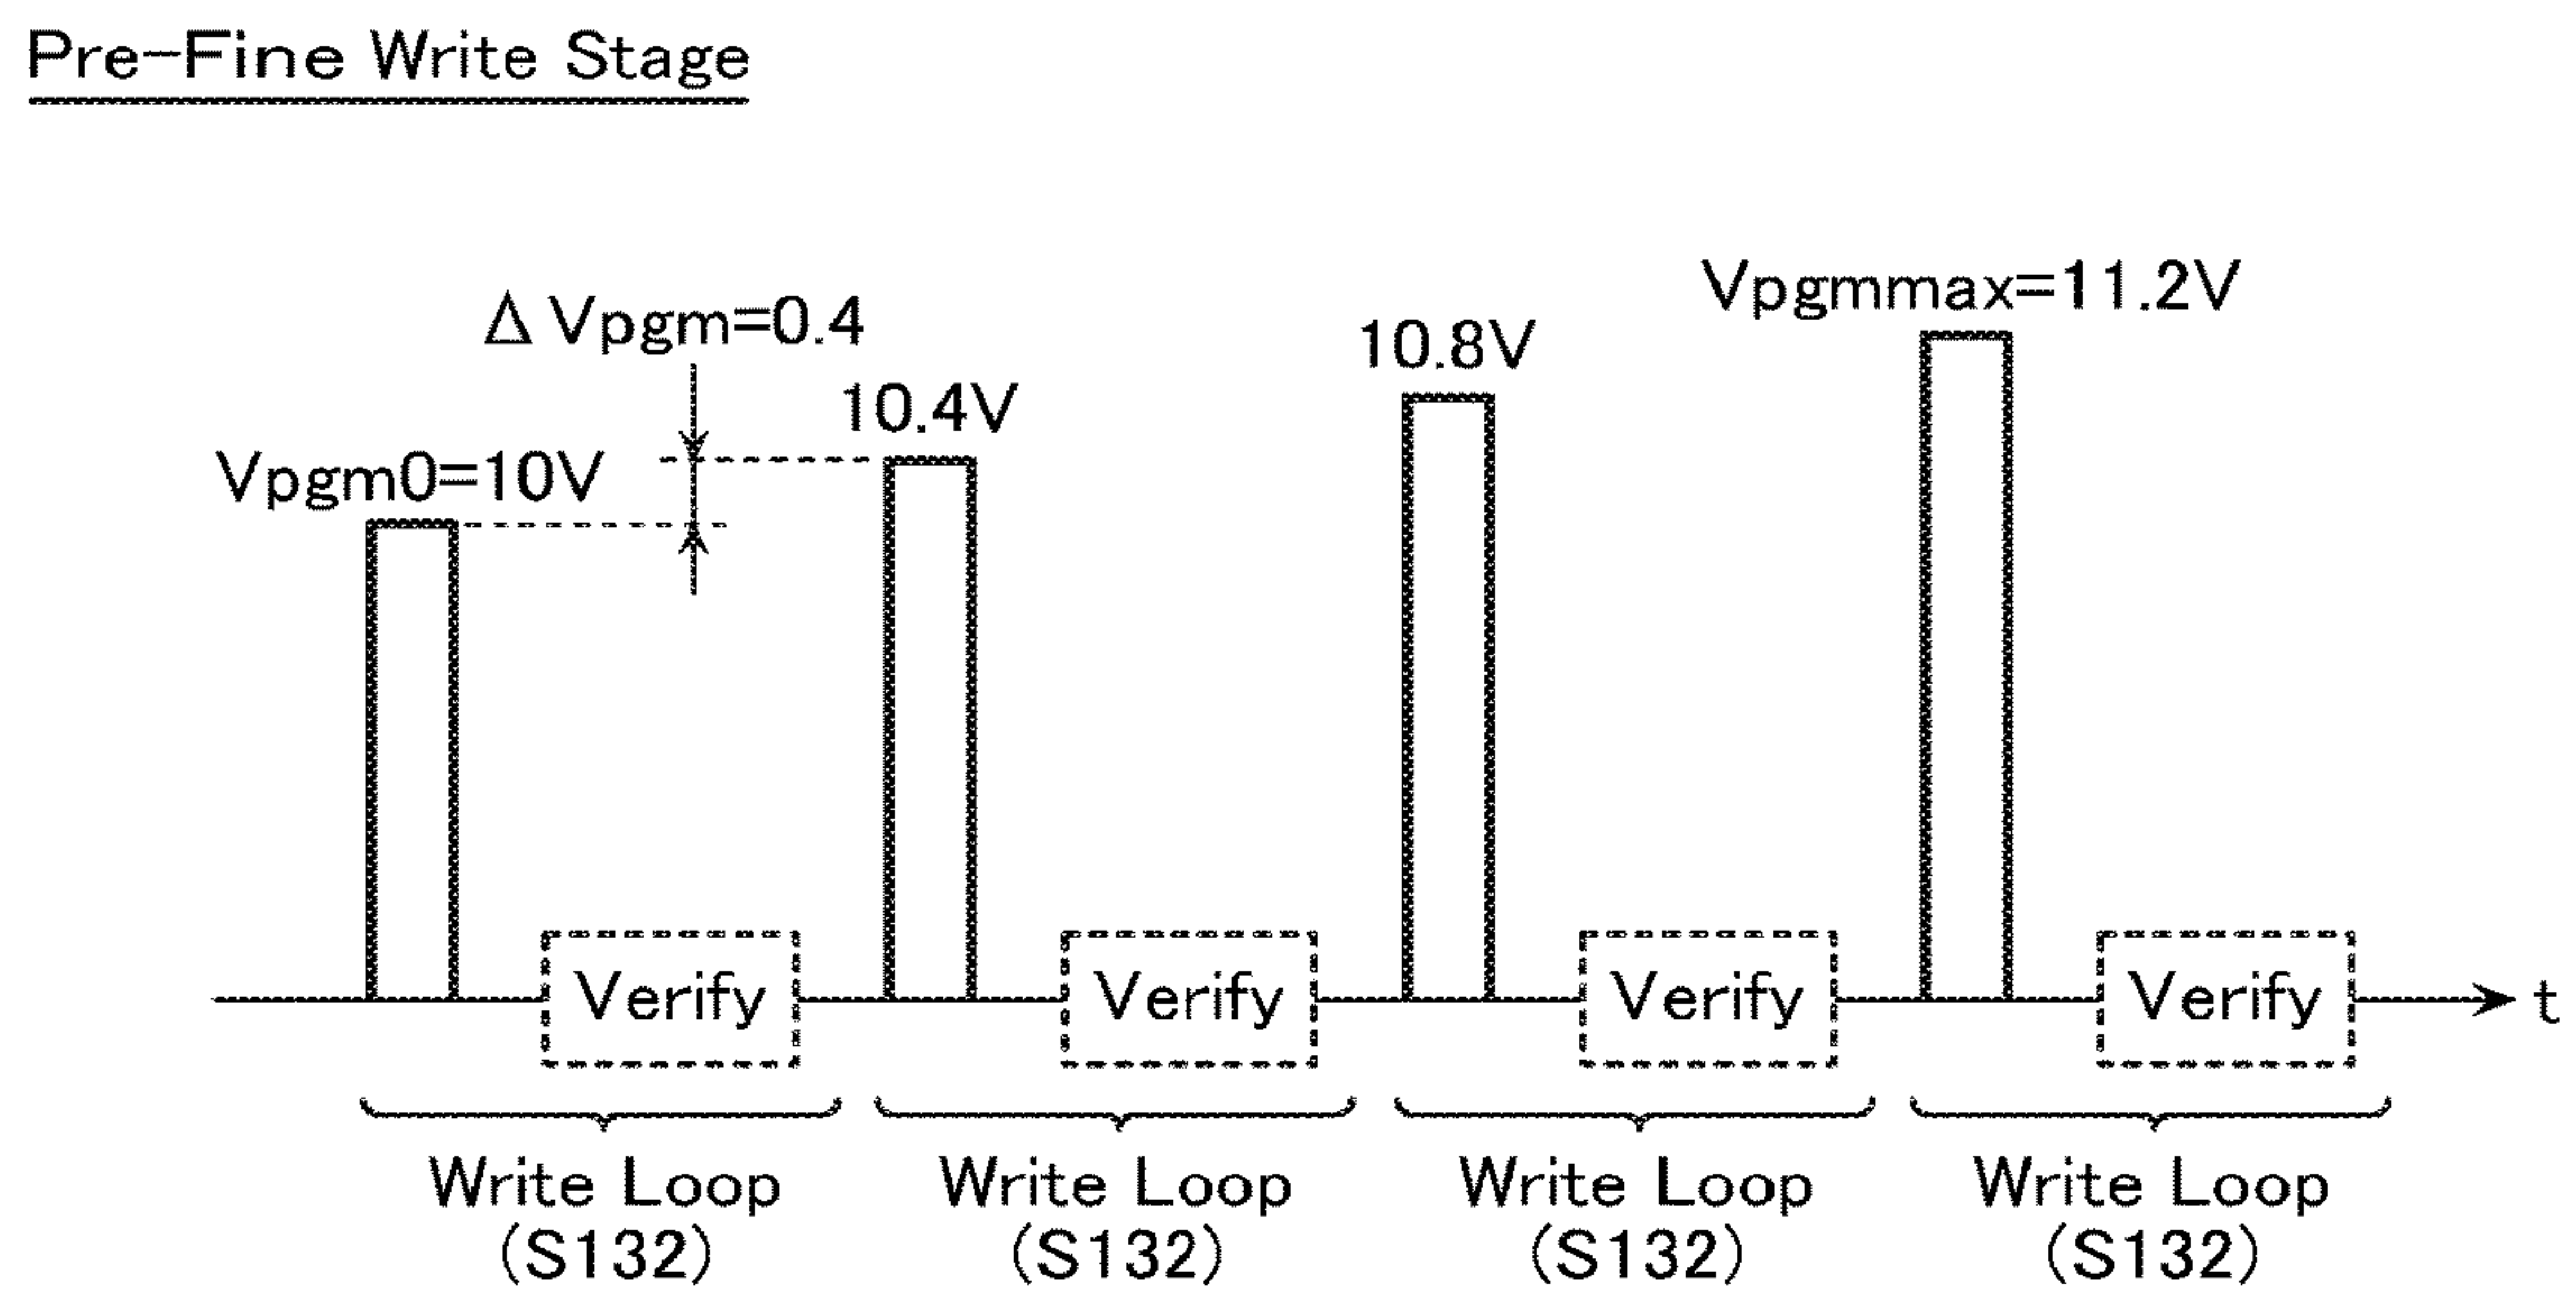 Pre-Fine Write Stage
Vpgmmax=11.2V
Δ Vpgm=0.4
10.8V
10.4V
Vpgm0=10V
Verify
Verify
Verify
Verify
t
Write Loop
(S132)
Write Loop
(S132)
Write Loop
(S132)
Write Loop
(S132)